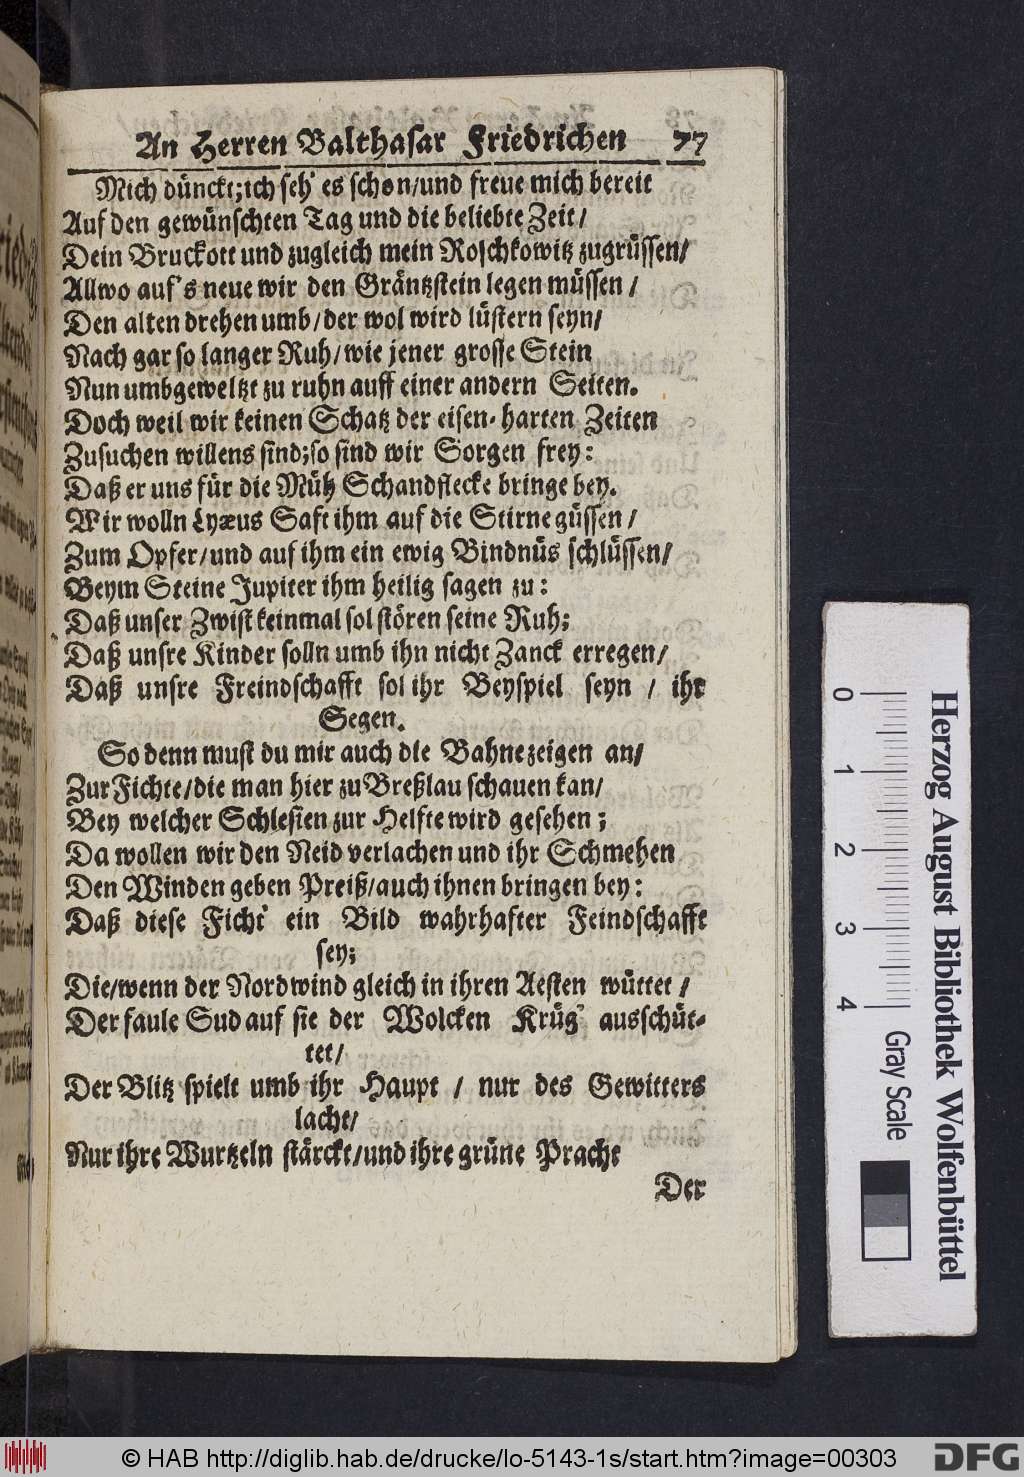 An Herren Balthasar Friedrichen 77
Mich dünckt; ich seh' es schon/und freue mich bereit
Auf den gewünschten Tag und die beliebte Zeit/
Dein Bruckott und zugleich mein Roschkowitz zugrüssen/
Allwo auf's neue wir den Gräntzstein legen müssen /
Den alten drehen umb/der wol wird lüstern seyn/
Nach gar so langer Ruh/wie jener grosse Stein
Nun umbgeweltzt zu ruhn auff einer andern Seiten.
Doch weil wir keinen Schatz der eisen-harten Zeiten
Zusuchen willens sind; so sind wir Sorgen frey:
Daß er uns für die Müh Schandflecke bringe bey.
Wir wolln Lyæus Saft ihm auf die Stirne güssen /
Zum Opfer/und auf ihm ein ewig Bindnüs schlüssen/
Beym Steine Jupiter ihm heilig sagen zu:
Daß unser Zwist keinmal sol stören seine Ruh;
Daß unsre Kinder solln umb ihn nicht Zanck erregen/
Daß unsre Freindschafft sol ihr Beyspiel seyn / ihr
Segen.
So denn must du mir auch die Bahne zeigen an/
Zur Fichte/die man hier zu Breßlau schauen kan/
Bey welcher Schlesien zur Helfte wird gesehen;
Da wollen wir den Neid verlachen und ihr Schmehen
Den Winden geben Preiß/auch ihnen bringen bey:
Daß diese Ficht' ein Bild wahrhafter Feindschafft
sey;
Die/wenn der Nordwind gleich in ihren Aesten wüttet /
Der faule Sud auf sie der Wolcken Krüg' ausschüt-
tet/
Der Blitz spielt umb ihr Haupt / nur des Gewitters
lacht/
Nur ihre Wurtzeln stärckt/und ihre grüne Pracht
Der
0 1 2 3 4
Gray Scale
Herzog August Bibliothek Wolfenbüttel
© HAB http://diglib.hab.de/drucke/lo-5143-1s/start.htm?image=00303
DFG